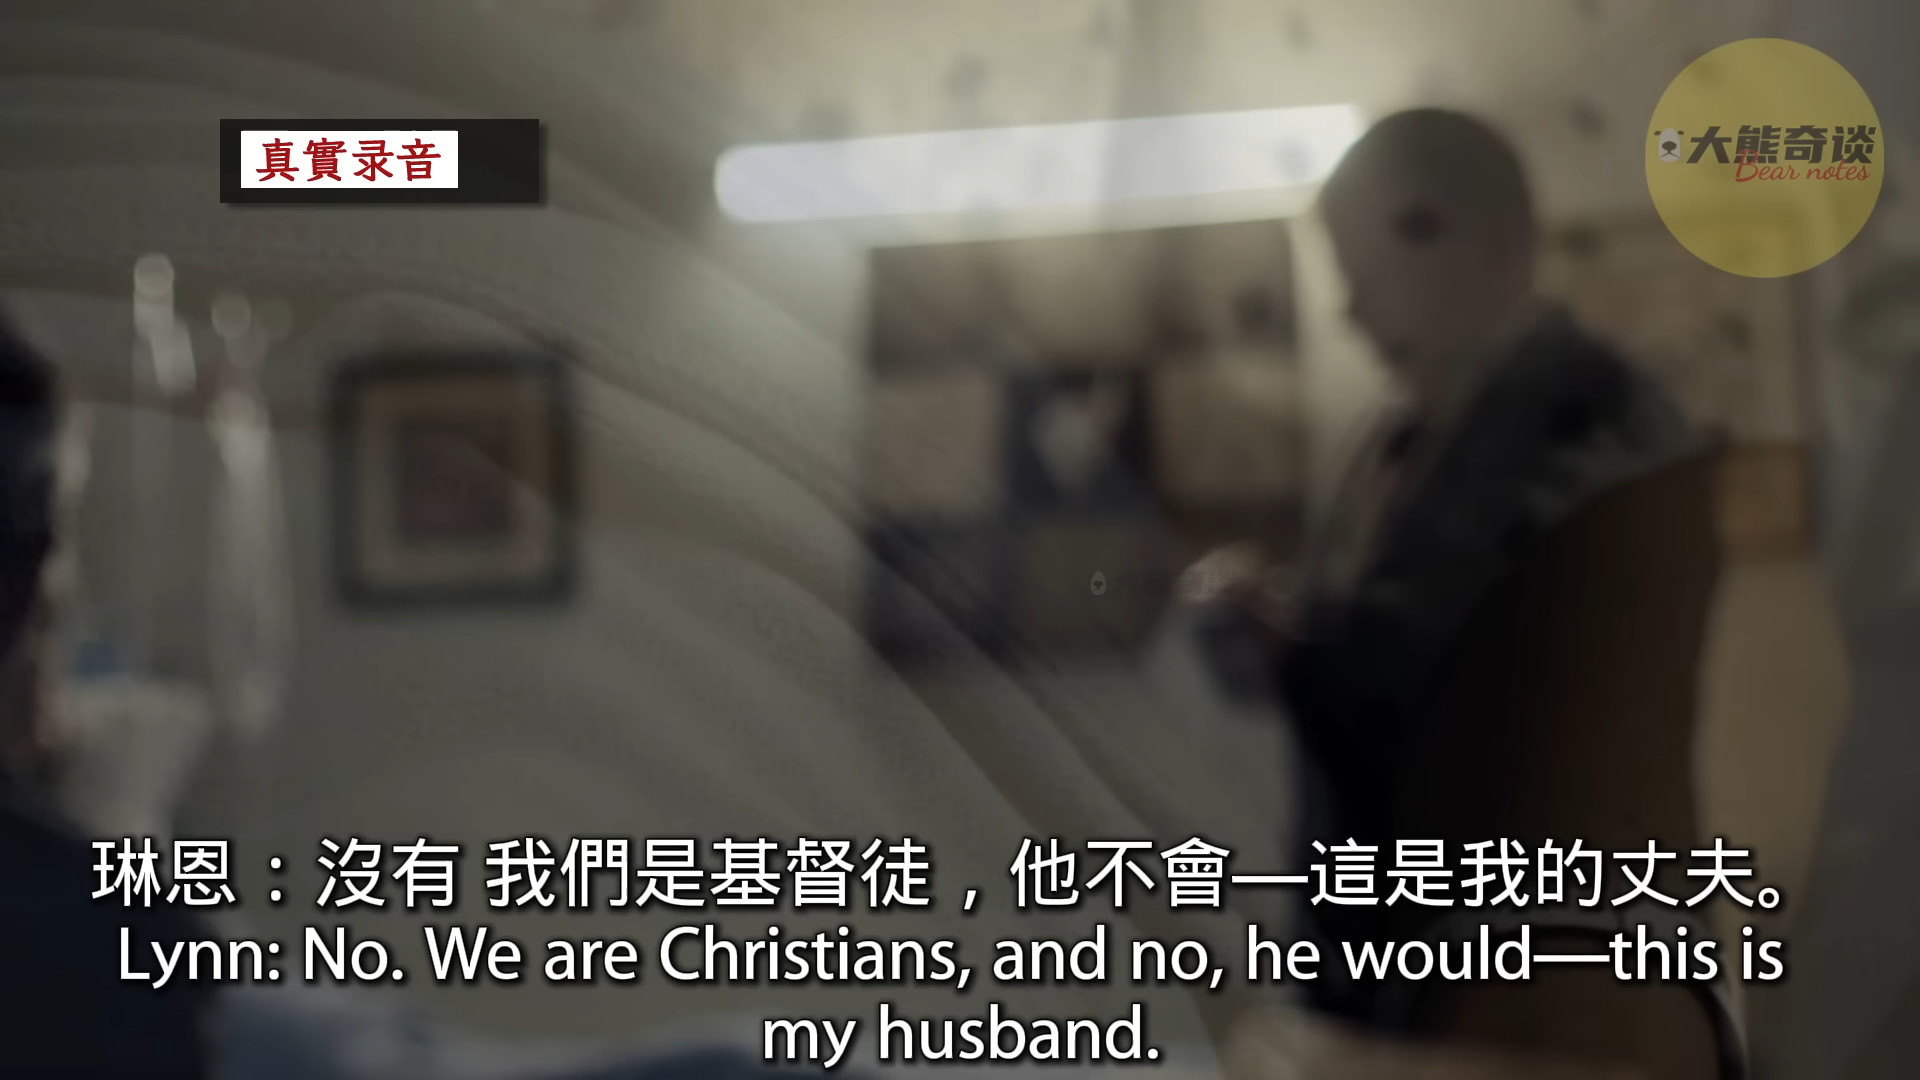 真實录音
大熊奇谈
Bear notes
琳恩：沒有 我們是基督徒，他不會—這是我的丈夫。
Lynn: No. We are Christians, and no, he would—this is
my husband.